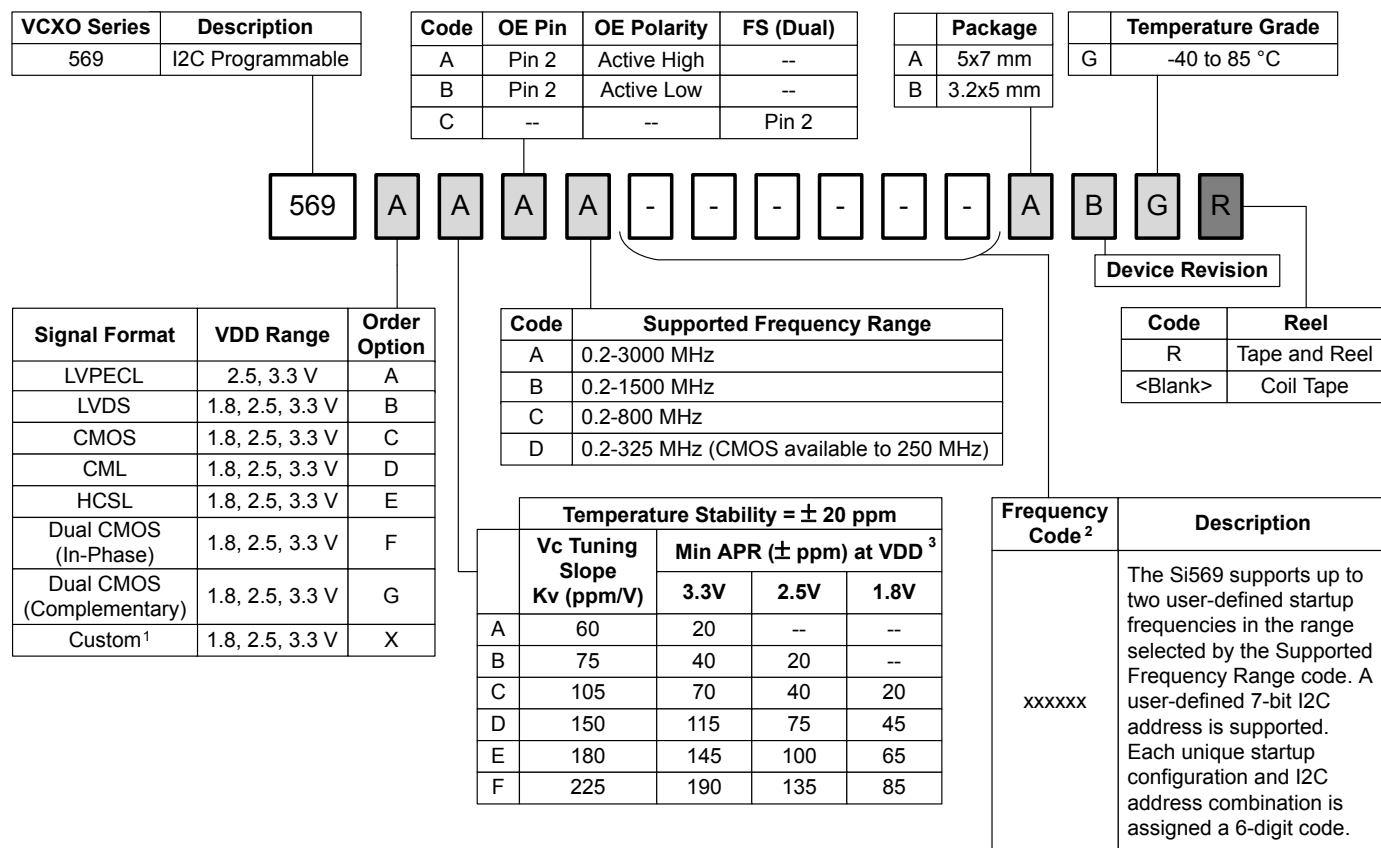 VCXO Series Description
569 I2C Programmable
Code OE Pin OE Polarity FS (Dual)
A Pin 2 Active High --
B Pin 2 Active Low --
C -- -- Pin 2
Package
A 5x7 mm
B 3.2x5 mm
Temperature Grade
G -40 to 85 °C
569 A A A A - - - - - - A B G R
Device Revision
Signal Format VDD Range Order Option
LVPECL 2.5, 3.3 V A
LVDS 1.8, 2.5, 3.3 V B
CMOS 1.8, 2.5, 3.3 V C
CML 1.8, 2.5, 3.3 V D
HCSL 1.8, 2.5, 3.3 V E
Dual CMOS (In-Phase) 1.8, 2.5, 3.3 V F
Dual CMOS (Complementary) 1.8, 2.5, 3.3 V G
Custom¹ 1.8, 2.5, 3.3 V X
Code Supported Frequency Range
A 0.2-3000 MHz
B 0.2-1500 MHz
C 0.2-800 MHz
D 0.2-325 MHz (CMOS available to 250 MHz)
Code Reel
R Tape and Reel
<Blank> Coil Tape
Temperature Stability = ± 20 ppm
Vc Tuning Slope Kv (ppm/V) Min APR (± ppm) at VDD ³
3.3V 2.5V 1.8V
A 60 20 -- --
B 75 40 20 --
C 105 70 40 20
D 150 115 75 45
E 180 145 100 65
F 225 190 135 85
Frequency Code ² Description
xxxxxx
The Si569 supports up to
two user-defined startup
frequencies in the range
selected by the Supported
Frequency Range code. A
user-defined 7-bit I2C
address is supported.
Each unique startup
configuration and I2C
address combination is
assigned a 6-digit code.